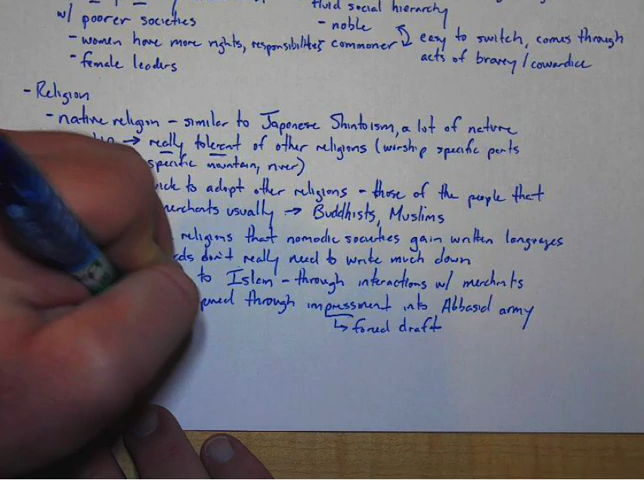 fluid social hierarchy
w/ poorer societies
- noble
- women have more rights, responsibilities
commoner
easy to switch, comes through
- female leaders
acts of bravery/cowardice
- Religion
- native religion - similar to Japanese Shintoism, a lot of nature
→ really tolerent of other religions (worship specific parts
specific mountain, river)
to adopt other religions - those of the people that
merchants usually → Buddhists, Muslims
religions that nomadic societies gain written languages
don't really need to write much down
to Islam - through interactions w/ merchants
through impressment into Abbasid army
↳ forced draft